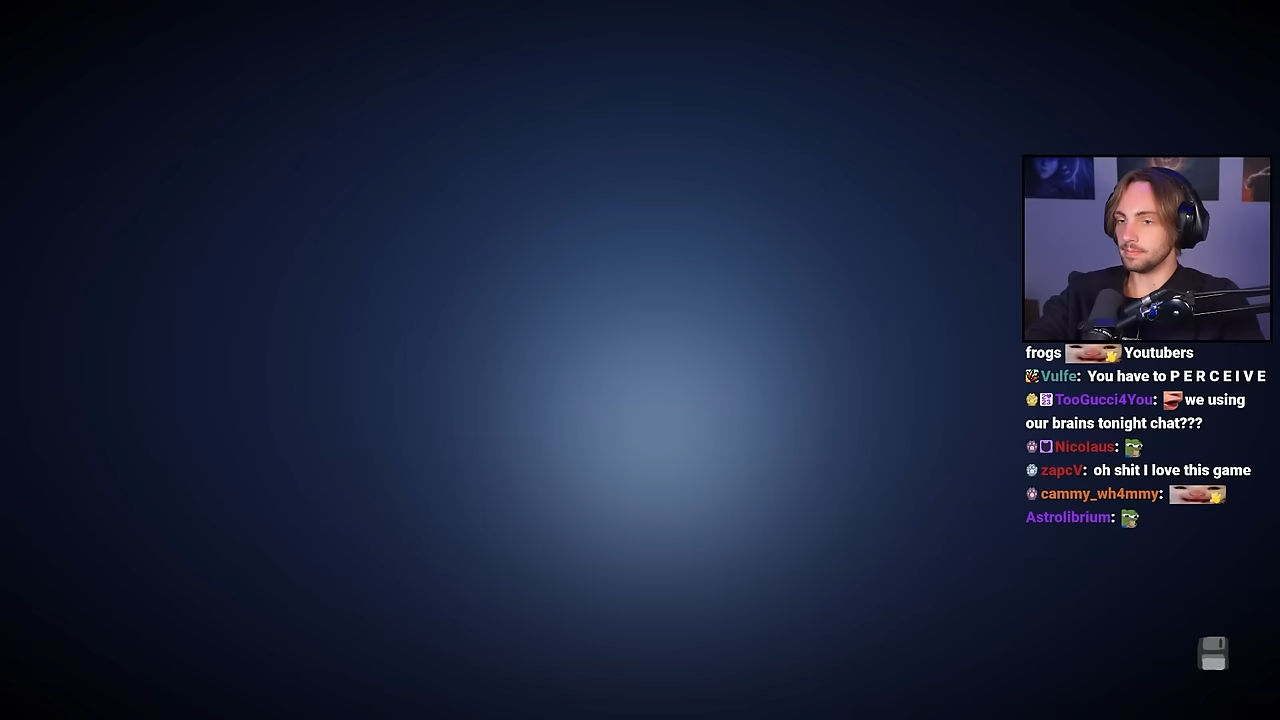 frogs Youtubers
Vulfe: You have to P E R C E I V E
TooGucci4You: we using
our brains tonight chat???
Nicolaus:
zapcV: oh shit I love this game
cammy_wh4mmy:
Astrolibrium: